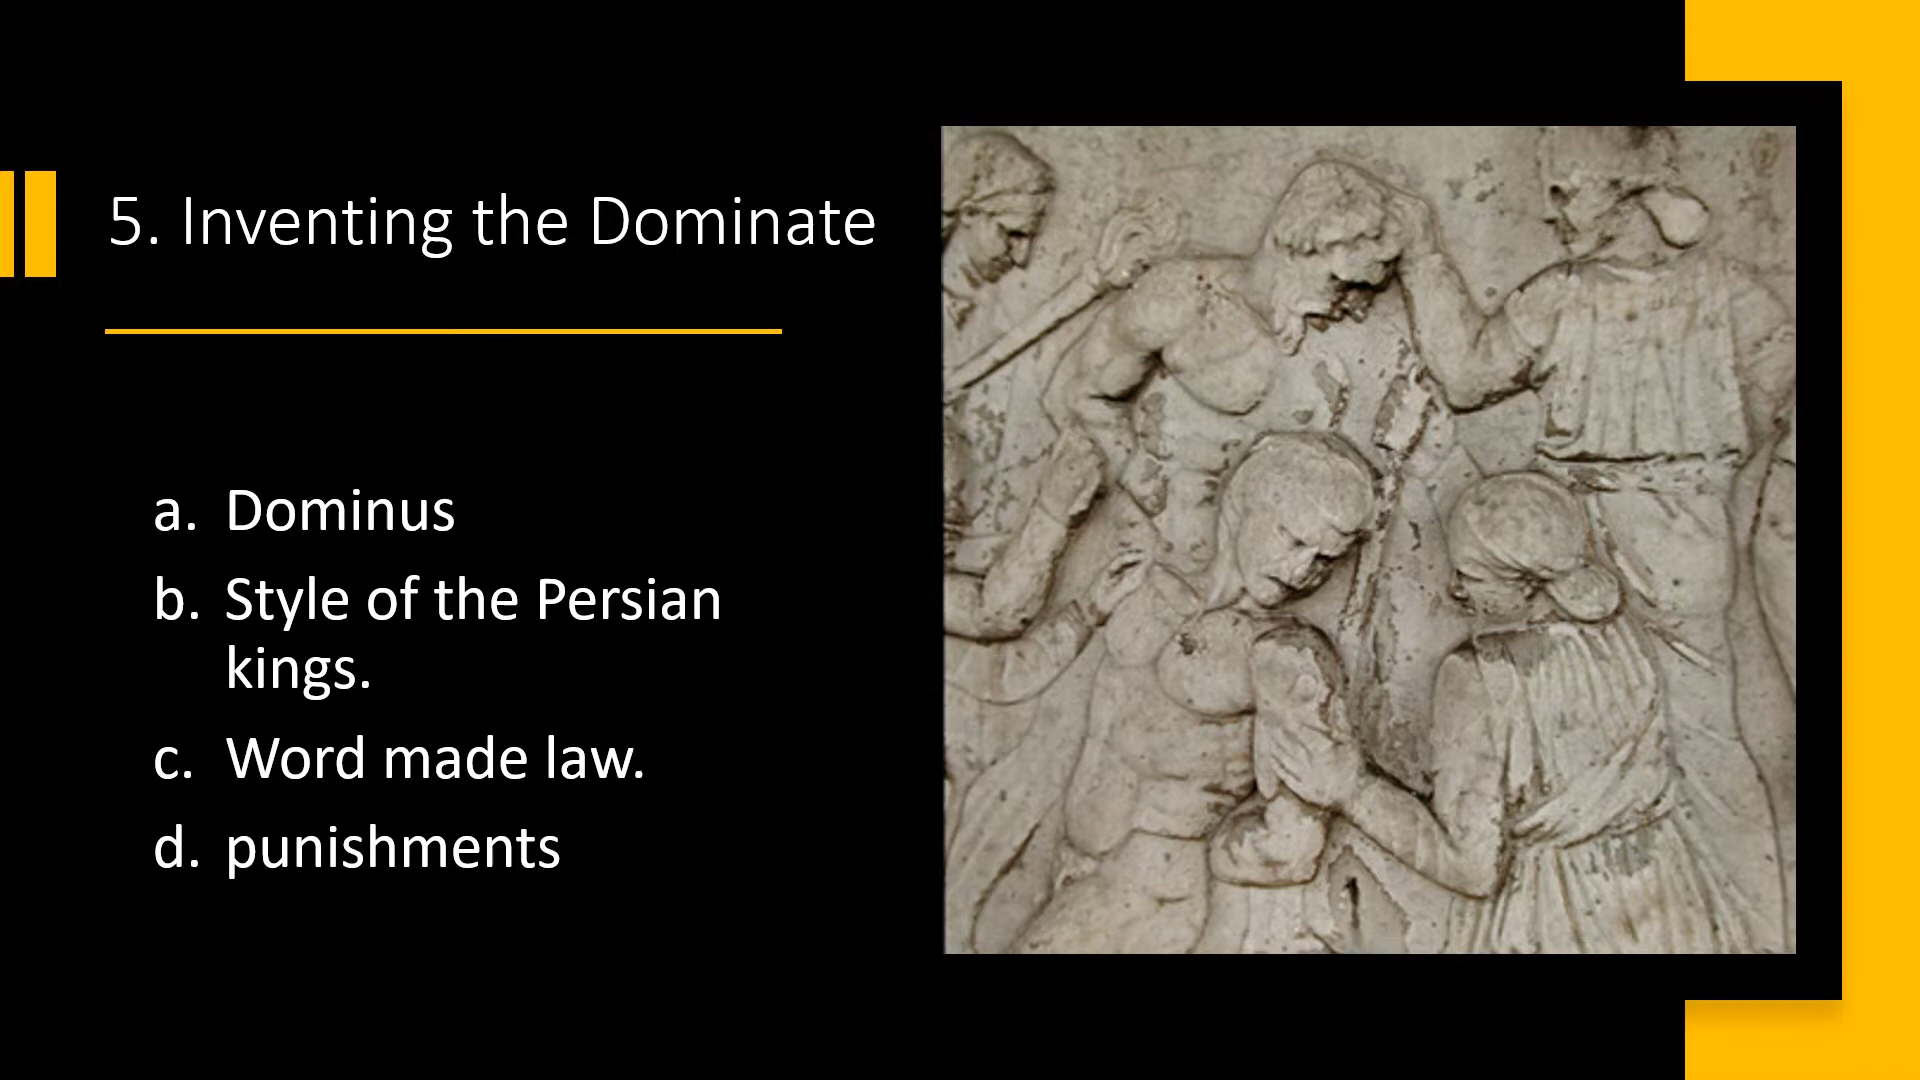 5. Inventing the Dominate
a. Dominus
b. Style of the Persian
kings.
c. Word made law.
d. punishments